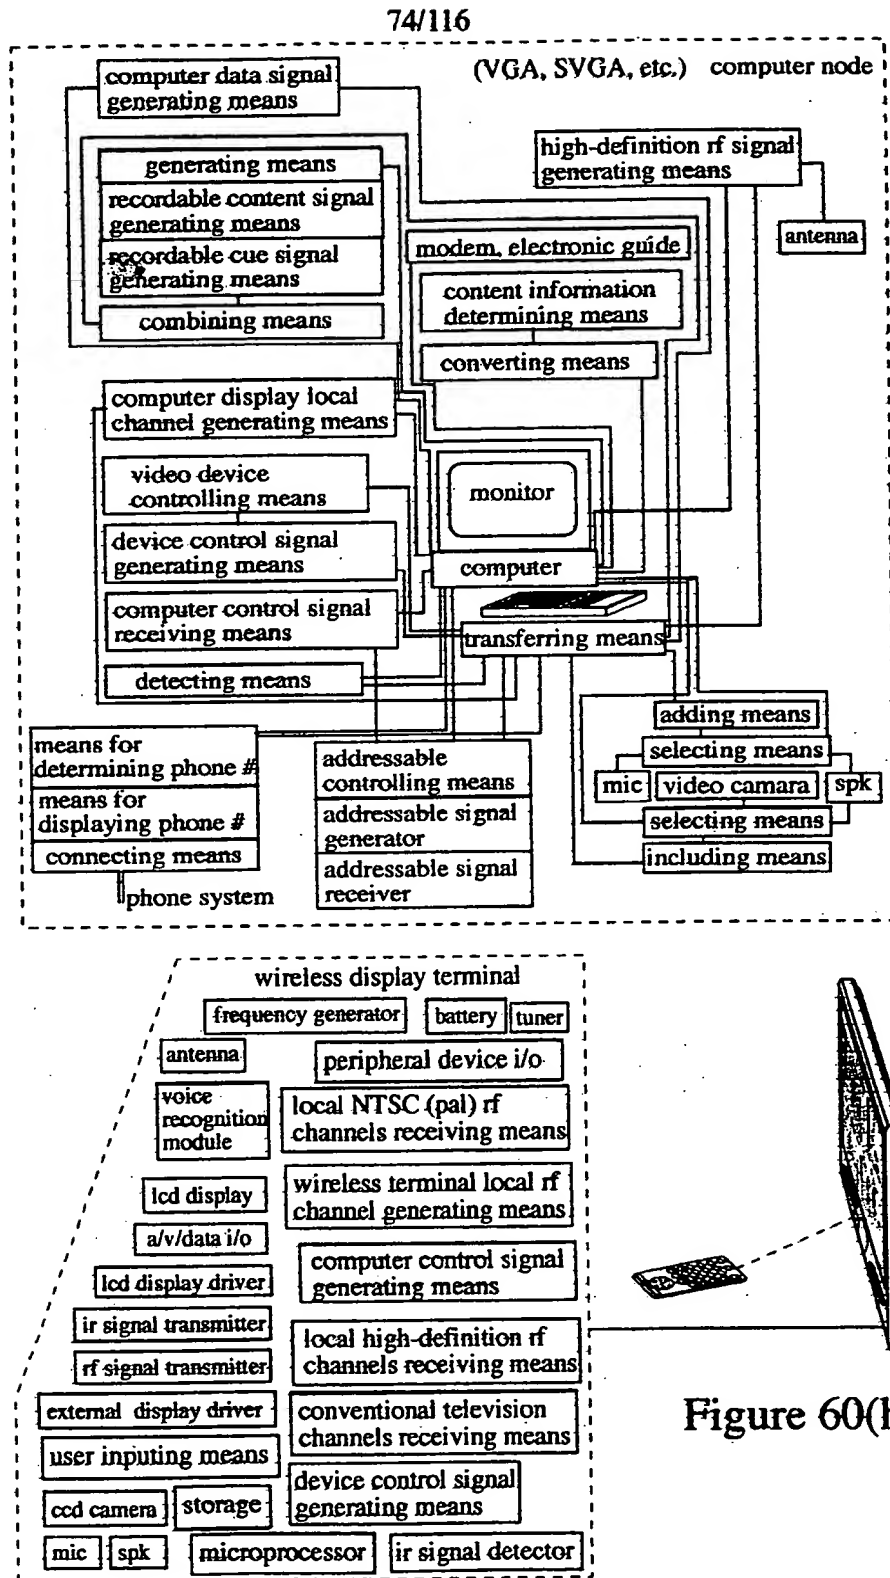 74/116
(VGA, SVGA, etc.) computer node
computer data signal
generating means
generating means
recordable content signal
generating means
recordable cue signal
generating means
combining means
high-definition rf signal
generating means
antenna
modem, electronic guide
content information
determining means
converting means
computer display local
channel generating means
video device
controlling means
monitor
device control signal
generating means
computer
computer control signal
receiving means
transferring means
detecting means
adding means
selecting means
mic
video camara
spk
selecting means
including means
means for
determining phone #
means for
displaying phone #
connecting means
phone system
addressable
controlling means
addressable signal
generator
addressable signal
receiver
wireless display terminal
frequency generator
battery
tuner
antenna
peripheral device i/o
voice
recognition
module
local NTSC (pal) rf
channels receiving means
lcd display
wireless terminal local rf
channel generating means
a/v/data i/o
computer control signal
generating means
lcd display driver
ir signal transmitter
local high-definition rf
channels receiving means
rf signal transmitter
external display driver
conventional television
channels receiving means
user inputing means
device control signal
generating means
ccd camera
storage
mic
spk
microprocessor
ir signal detector
Figure 60(h